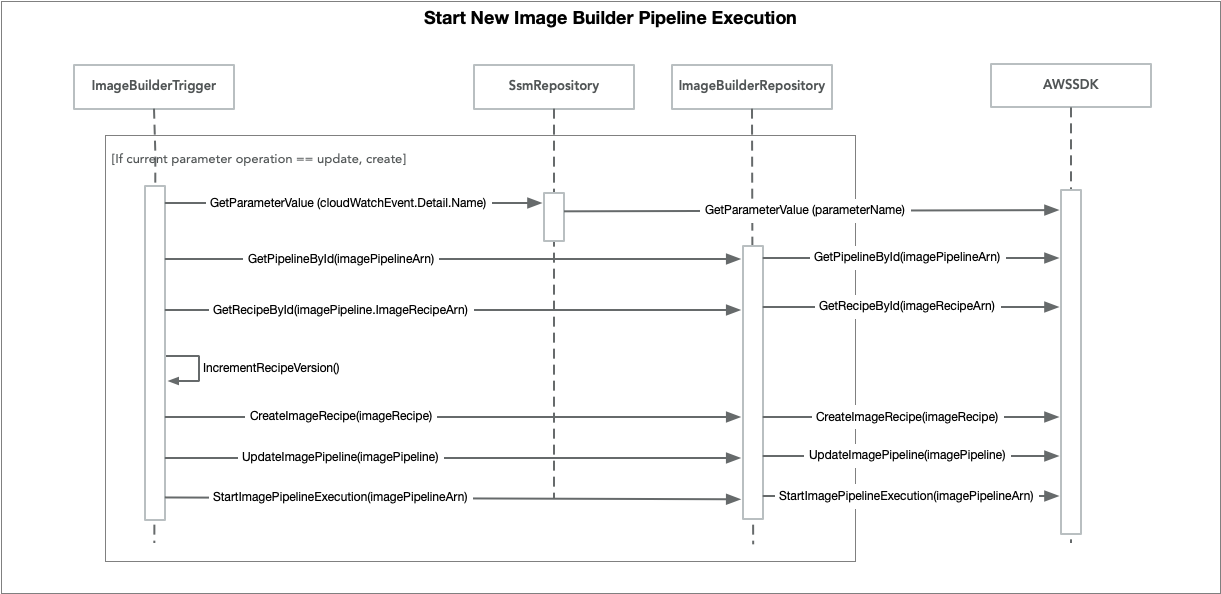 Start New Image Builder Pipeline Execution
ImageBuilderTrigger
SsmRepository
ImageBuilderRepository
AWSSDK
[If current parameter operation == update, create]
GetParameterValue (cloudWatchEvent.Detail.Name)
GetParameterValue (parameterName)
GetPipelineById(imagePipelineArn)
GetPipelineById(imagePipelineArn)
GetRecipeById(imagePipeline.ImageRecipeArn)
GetRecipeById(imageRecipeArn)
IncrementRecipeVersion()
CreateImageRecipe(imageRecipe)
CreateImageRecipe(imageRecipe)
UpdateImagePipeline(imagePipeline)
UpdateImagePipeline(imagePipeline)
StartImagePipelineExecution(imagePipelineArn)
StartImagePipelineExecution(imagePipelineArn)